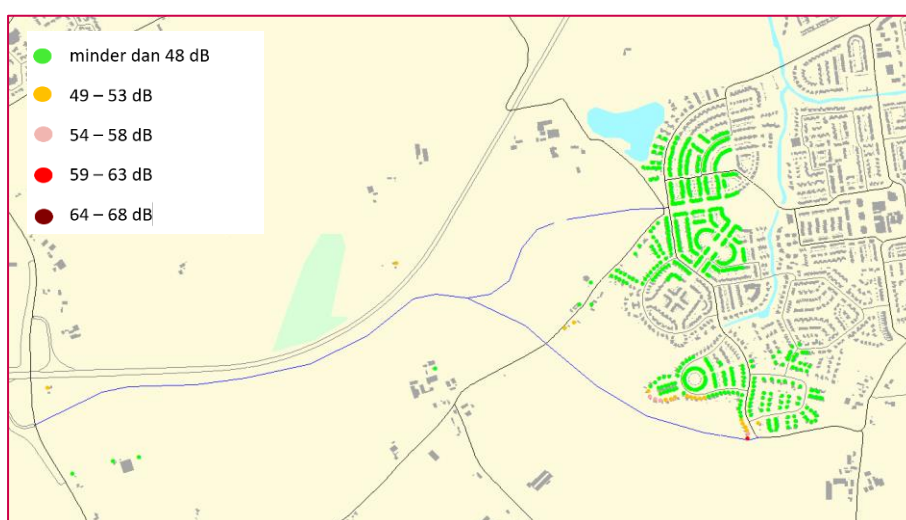 minder dan 48 dB
49 – 53 dB
54 – 58 dB
59 – 63 dB
64 – 68 dB